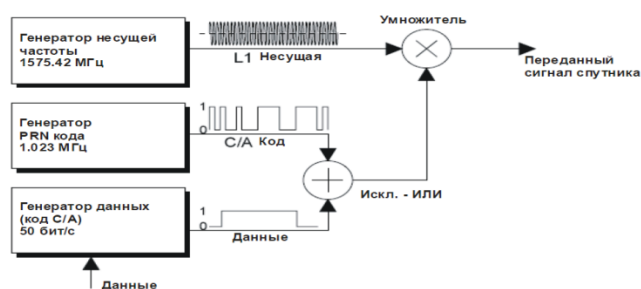 Генератор несущей
частоты
1575.42 МГц
L1 Несущая
Умножитель
Переданный
сигнал спутника
Генератор
PRN кода
1.023 МГц
1
0
С/А Код
Искл. - ИЛИ
Генератор данных
(код С/А)
50 бит/с
1
0
Данные
Данные